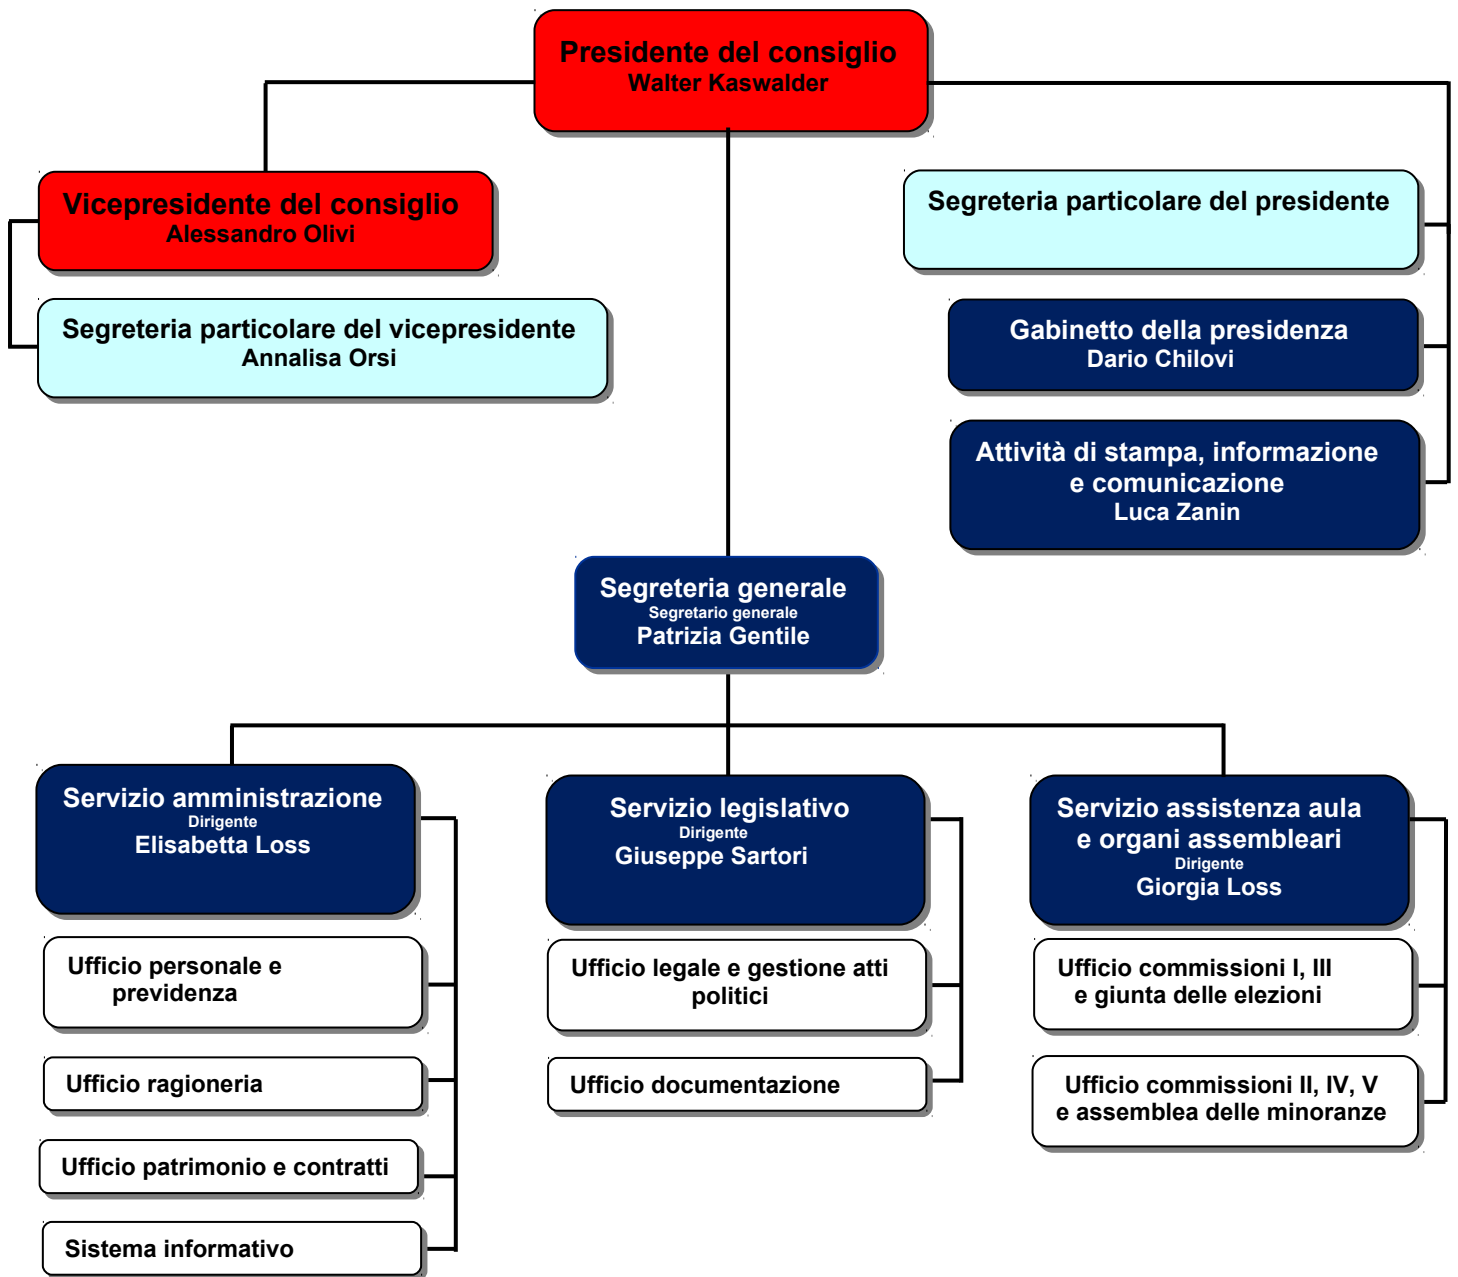 Presidente del consiglio
Walter Kaswalder
Vicepresidente del consiglio
Alessandro Olivi
Segreteria particolare del vicepresidente
Annalisa Orsi
Segreteria particolare del presidente
Gabinetto della presidenza
Dario Chilovi
Attività di stampa, informazione
e comunicazione
Luca Zanin
Segreteria generale
Segretario generale
Patrizia Gentile
Servizio amministrazione
Dirigente
Elisabetta Loss
Ufficio personale e
previdenza
Ufficio ragioneria
Ufficio patrimonio e contratti
Sistema informativo
Servizio legislativo
Dirigente
Giuseppe Sartori
Ufficio legale e gestione atti
politici
Ufficio documentazione
Servizio assistenza aula
e organi assembleari
Dirigente
Giorgia Loss
Ufficio commissioni I, III
e giunta delle elezioni
Ufficio commissioni II, IV, V
e assemblea delle minoranze